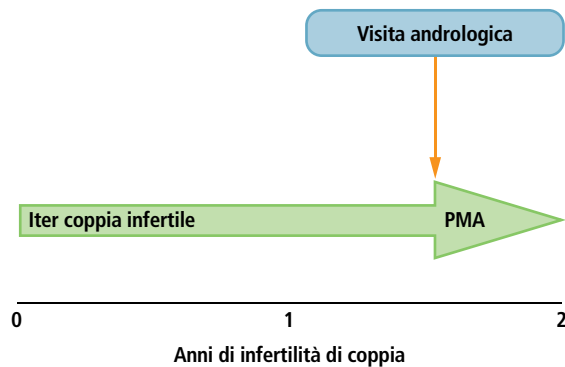 Visita andrologica
Iter coppia infertile
PMA
0
1
2
Anni di infertilità di coppia